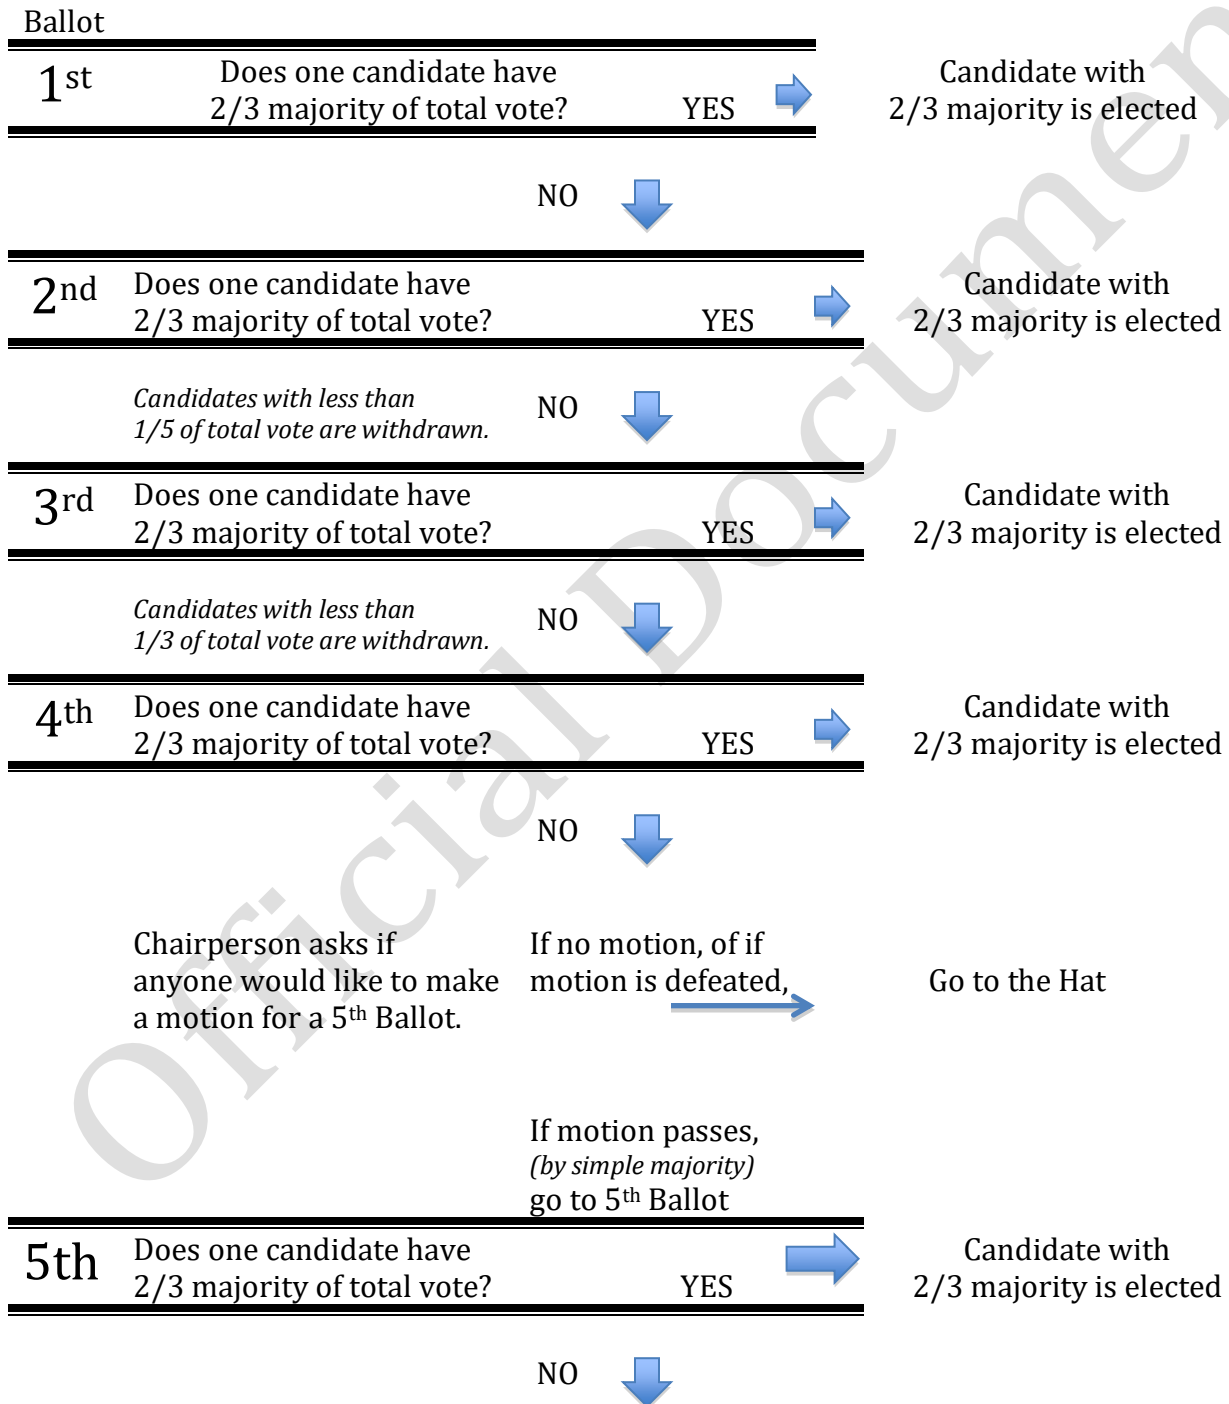 Ballot
1st Does one candidate have Candidate with
2/3 majority of total vote? YES 2/3 majority is elected
NO
2nd Does one candidate have Candidate with
2/3 majority of total vote? YES 2/3 majority is elected
Candidates with less than NO
1/5 of total vote are withdrawn.
3rd Does one candidate have Candidate with
2/3 majority of total vote? YES 2/3 majority is elected
Candidates with less than NO
1/3 of total vote are withdrawn.
4th Does one candidate have Candidate with
2/3 majority of total vote? YES 2/3 majority is elected
NO
Chairperson asks if If no motion, of if
anyone would like to make motion is defeated, Go to the Hat
a motion for a 5th Ballot.
If motion passes,
(by simple majority)
go to 5th Ballot
5th Does one candidate have Candidate with
2/3 majority of total vote? YES 2/3 majority is elected
NO
Official Documen